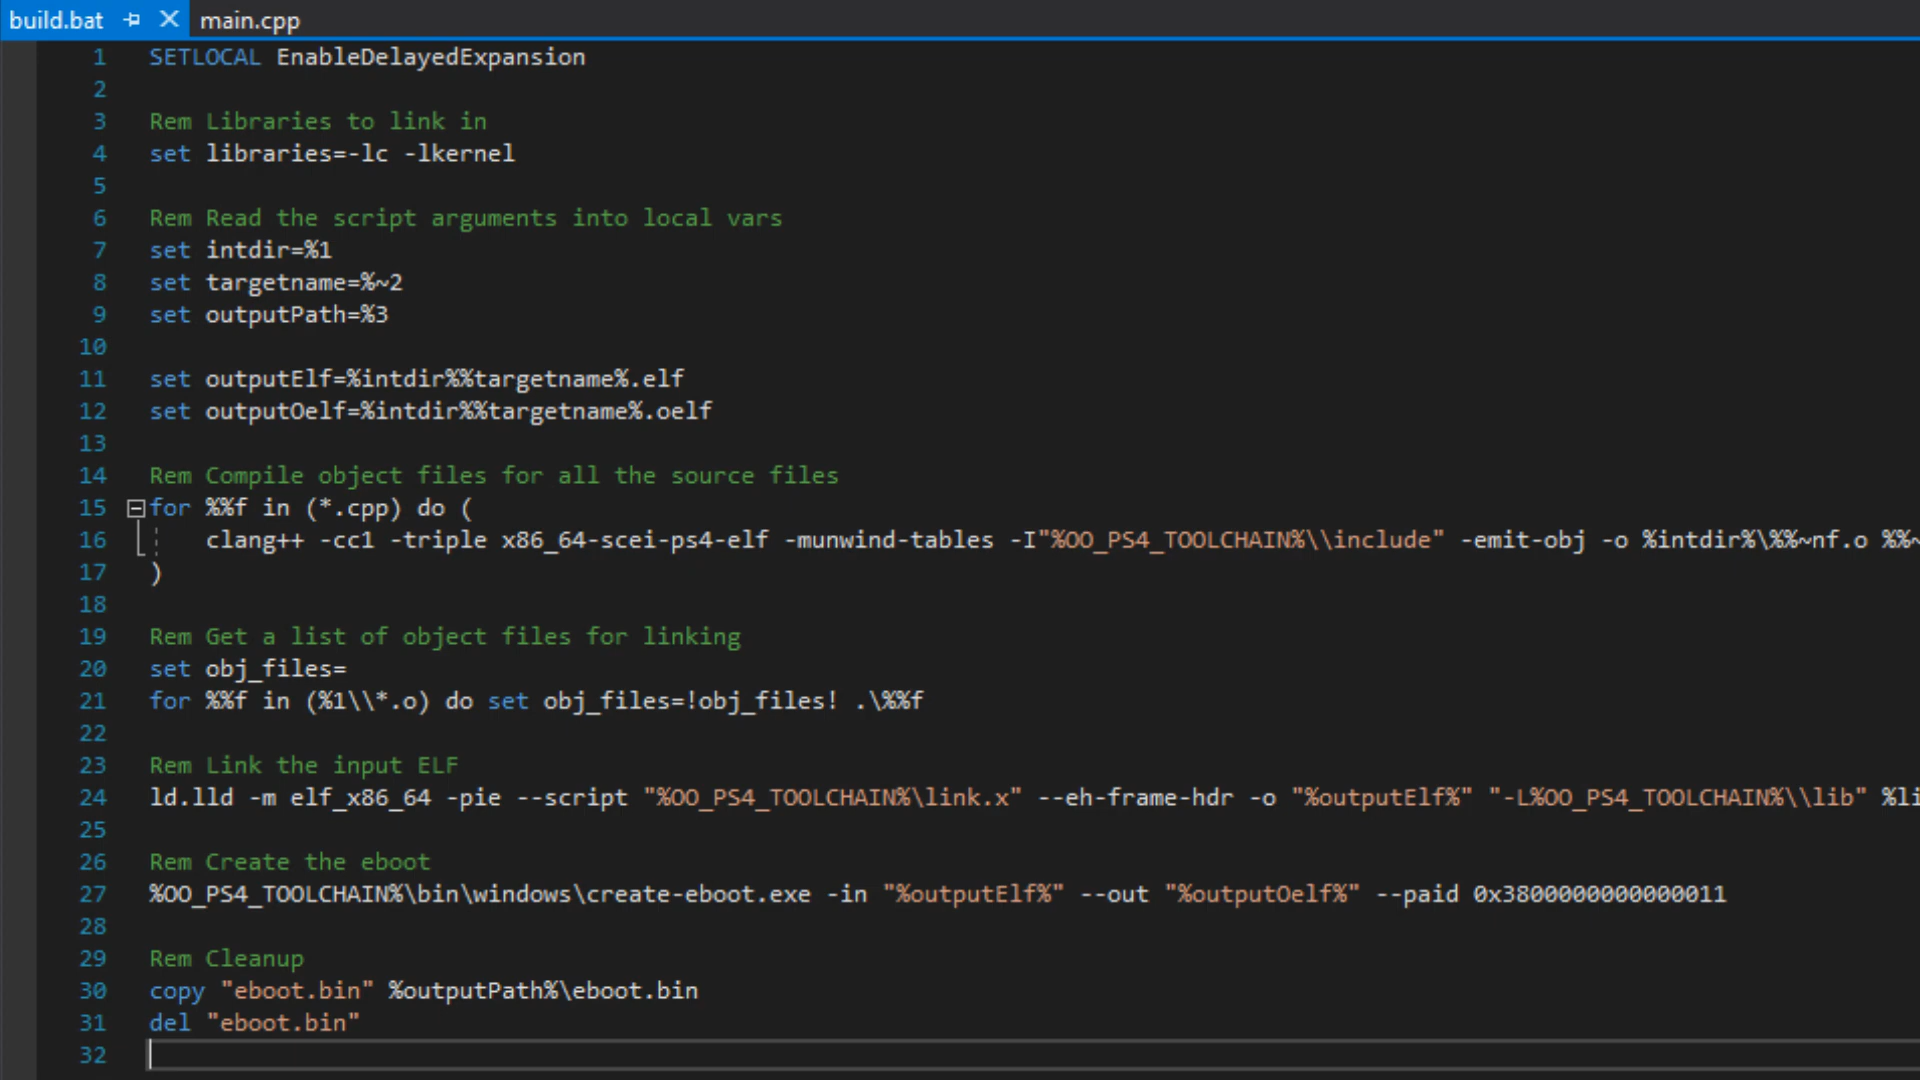 build.bat main.cpp
1 SETLOCAL EnableDelayedExpansion
2
3 Rem Libraries to link in
4 set libraries=-lc -lkernel
5
6 Rem Read the script arguments into local vars
7 set intdir=%1
8 set targetname=%~2
9 set outputPath=%3
10
11 set outputElf=%intdir%%targetname%.elf
12 set outputOelf=%intdir%%targetname%.oelf
13
14 Rem Compile object files for all the source files
15 for %%f in (*.cpp) do (
16 clang++ -cc1 -triple x86_64-scei-ps4-elf -munwind-tables -I"%OO_PS4_TOOLCHAIN%\\include" -emit-obj -o %intdir%\%%~nf.o %%~
17 )
18
19 Rem Get a list of object files for linking
20 set obj_files=
21 for %%f in (%1\\*.o) do set obj_files=!obj_files! .\%%f
22
23 Rem Link the input ELF
24 ld.lld -m elf_x86_64 -pie --script "%OO_PS4_TOOLCHAIN%\link.x" --eh-frame-hdr -o "%outputElf%" "-L%OO_PS4_TOOLCHAIN%\\lib" %li
25
26 Rem Create the eboot
27 %OO_PS4_TOOLCHAIN%\bin\windows\create-eboot.exe -in "%outputElf%" --out "%outputOelf%" --paid 0x3800000000000011
28
29 Rem Cleanup
30 copy "eboot.bin" %outputPath%\eboot.bin
31 del "eboot.bin"
32